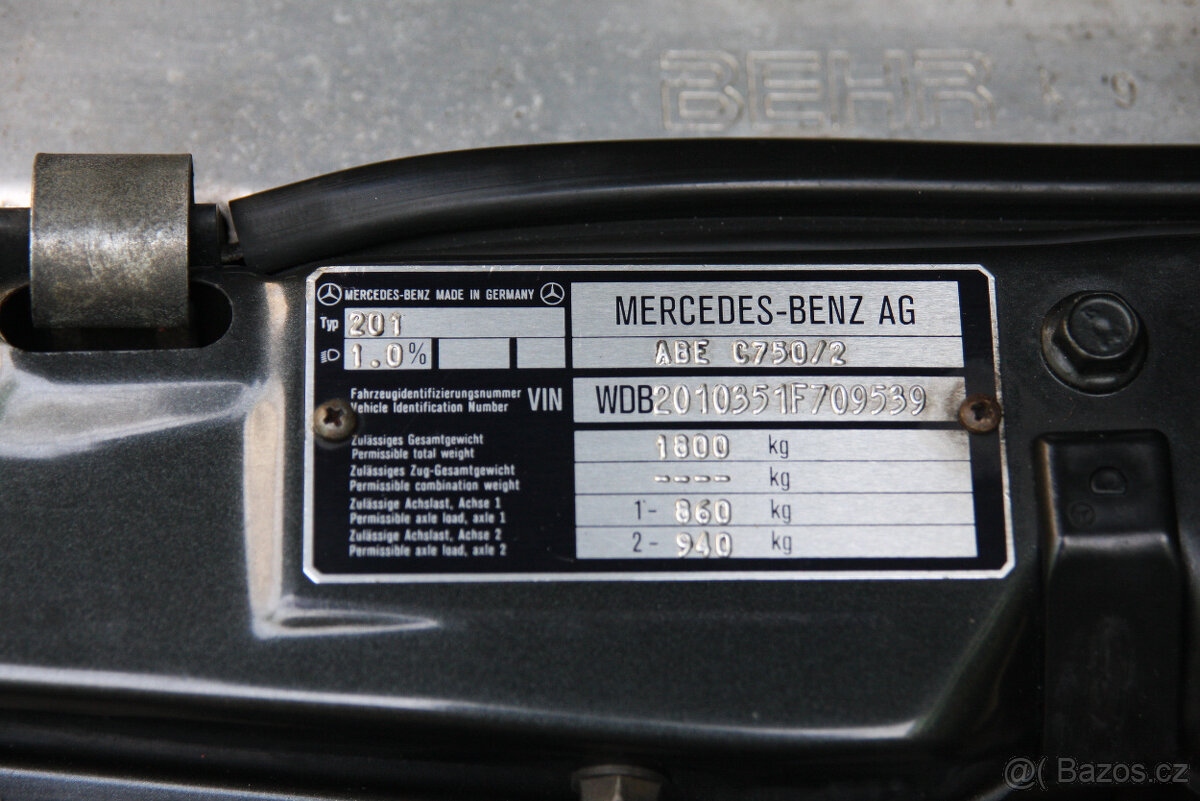 BEHR
9
MERCEDES-BENZ MADE IN GERMANY
MERCEDES-BENZ AG
Typ 201
1.0%
ABE C750/2
Fahrzeugidentifizierungsnummer
Vehicle Identification Number
VIN
WDB2010351F709539
Zulässiges Gesamtgewicht
Permissible total weight
1800 kg
Zulässiges Zug-Gesamtgewicht
Permissible combination weight
---- kg
Zulässige Achslast, Achse 1
Permissible axle load, axle 1
1- 860 kg
Zulässige Achslast, Achse 2
Permissible axle load, axle 2
2- 940 kg
D
@( Bazos.cz